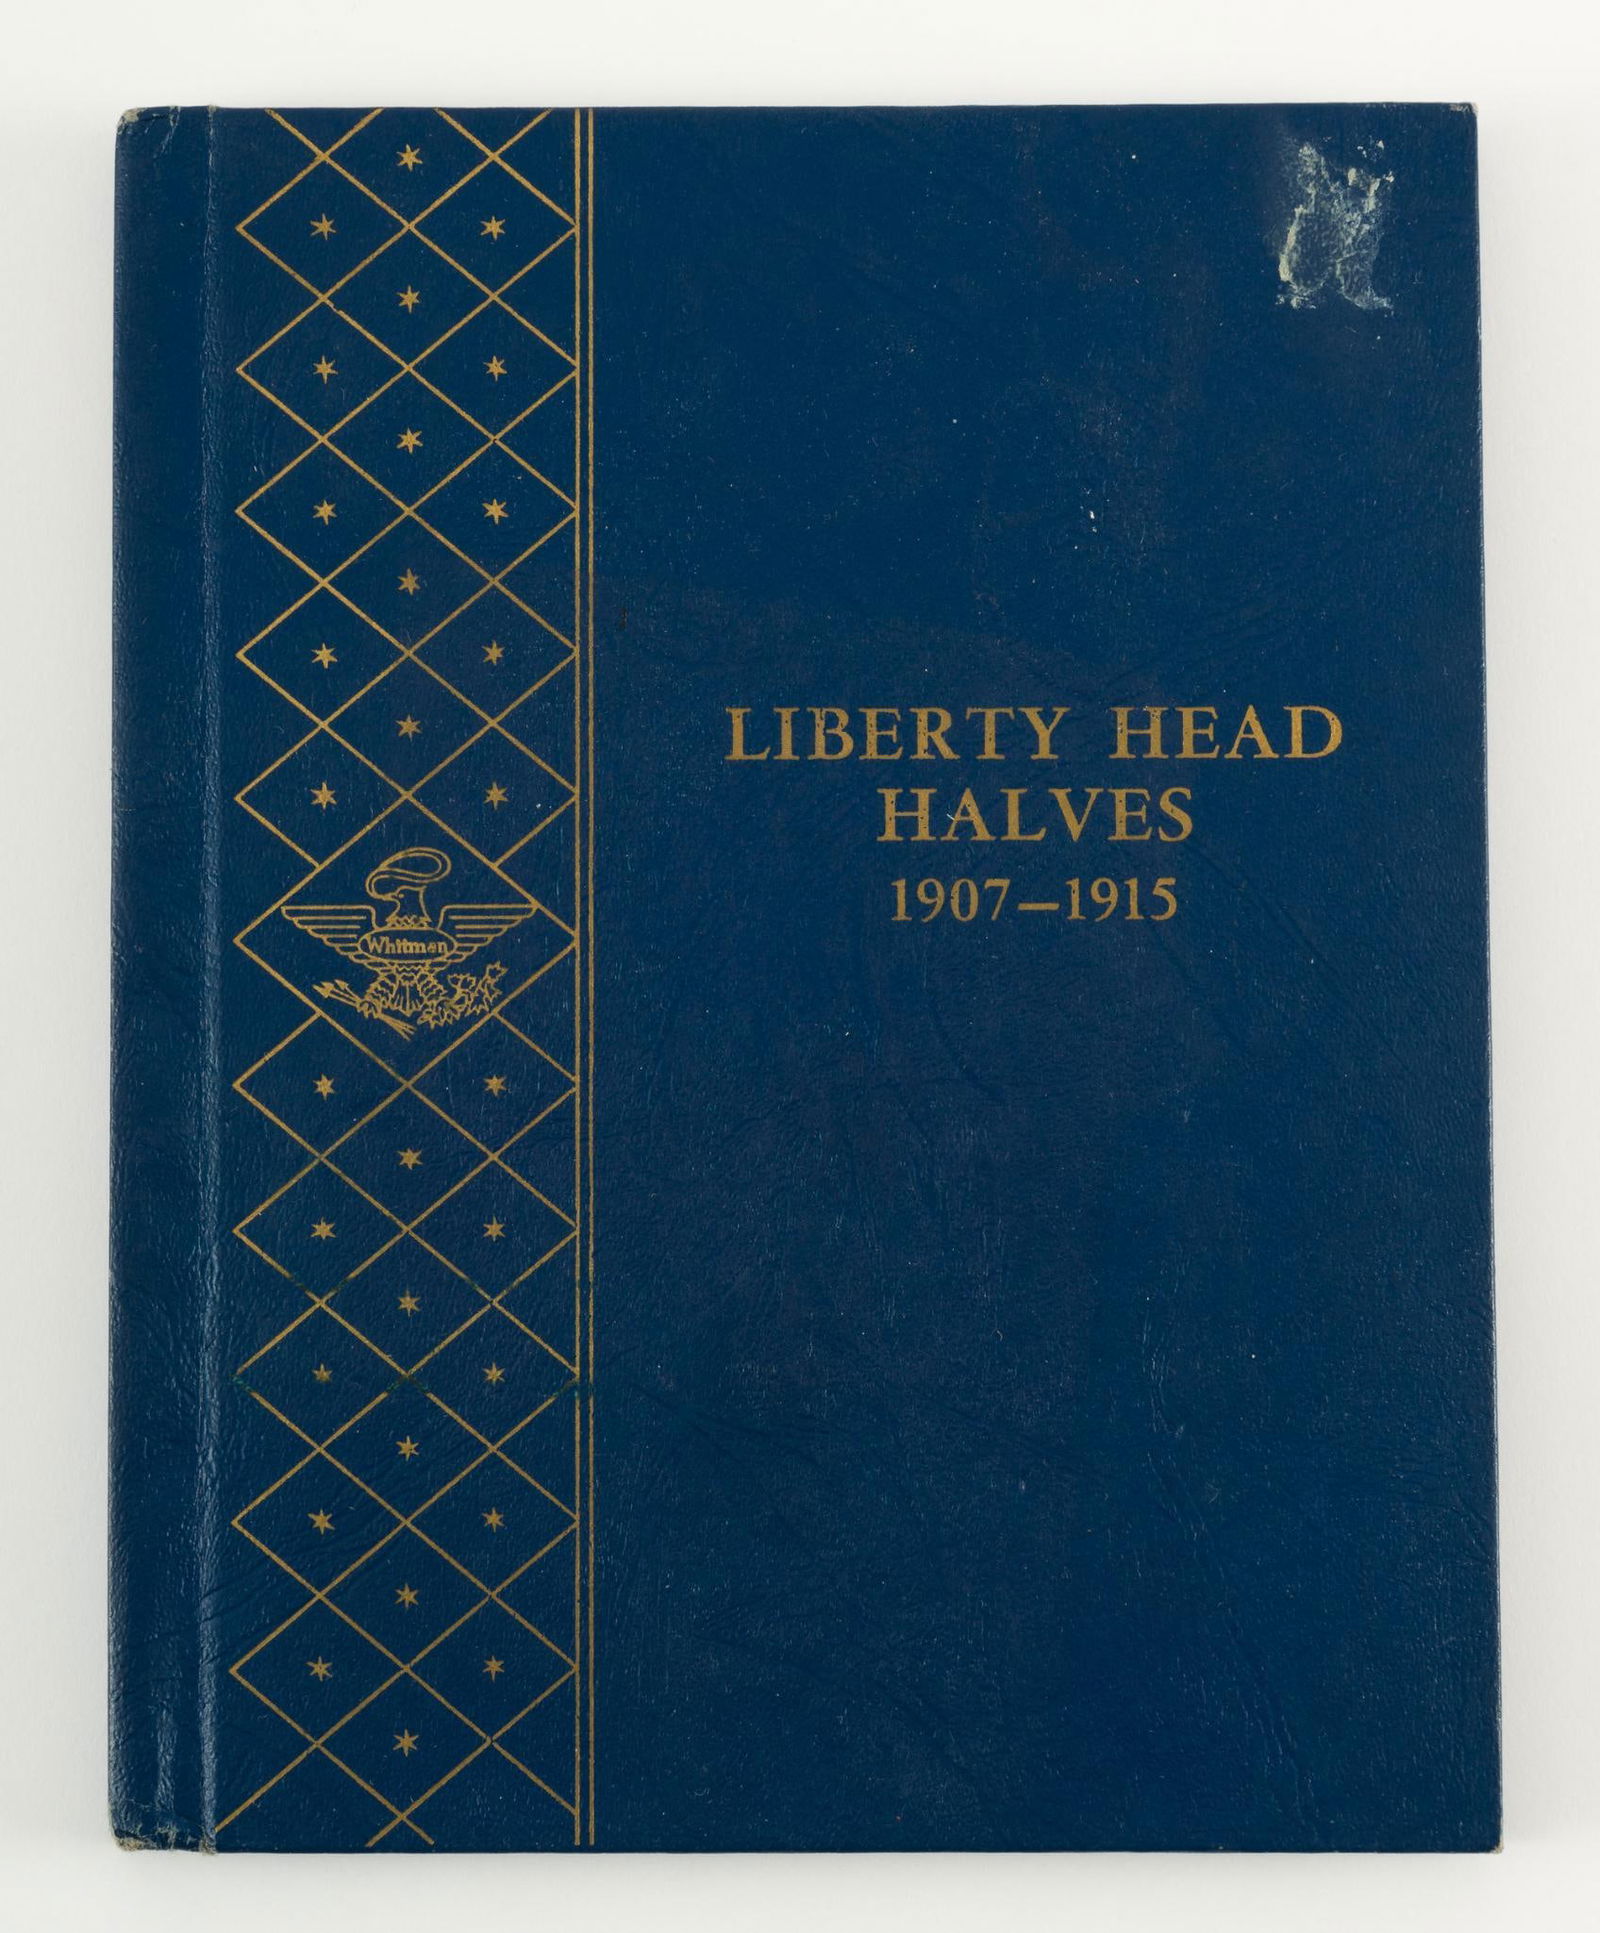 LIBERTY HEAD
HALVES
1907–1915
Whitman